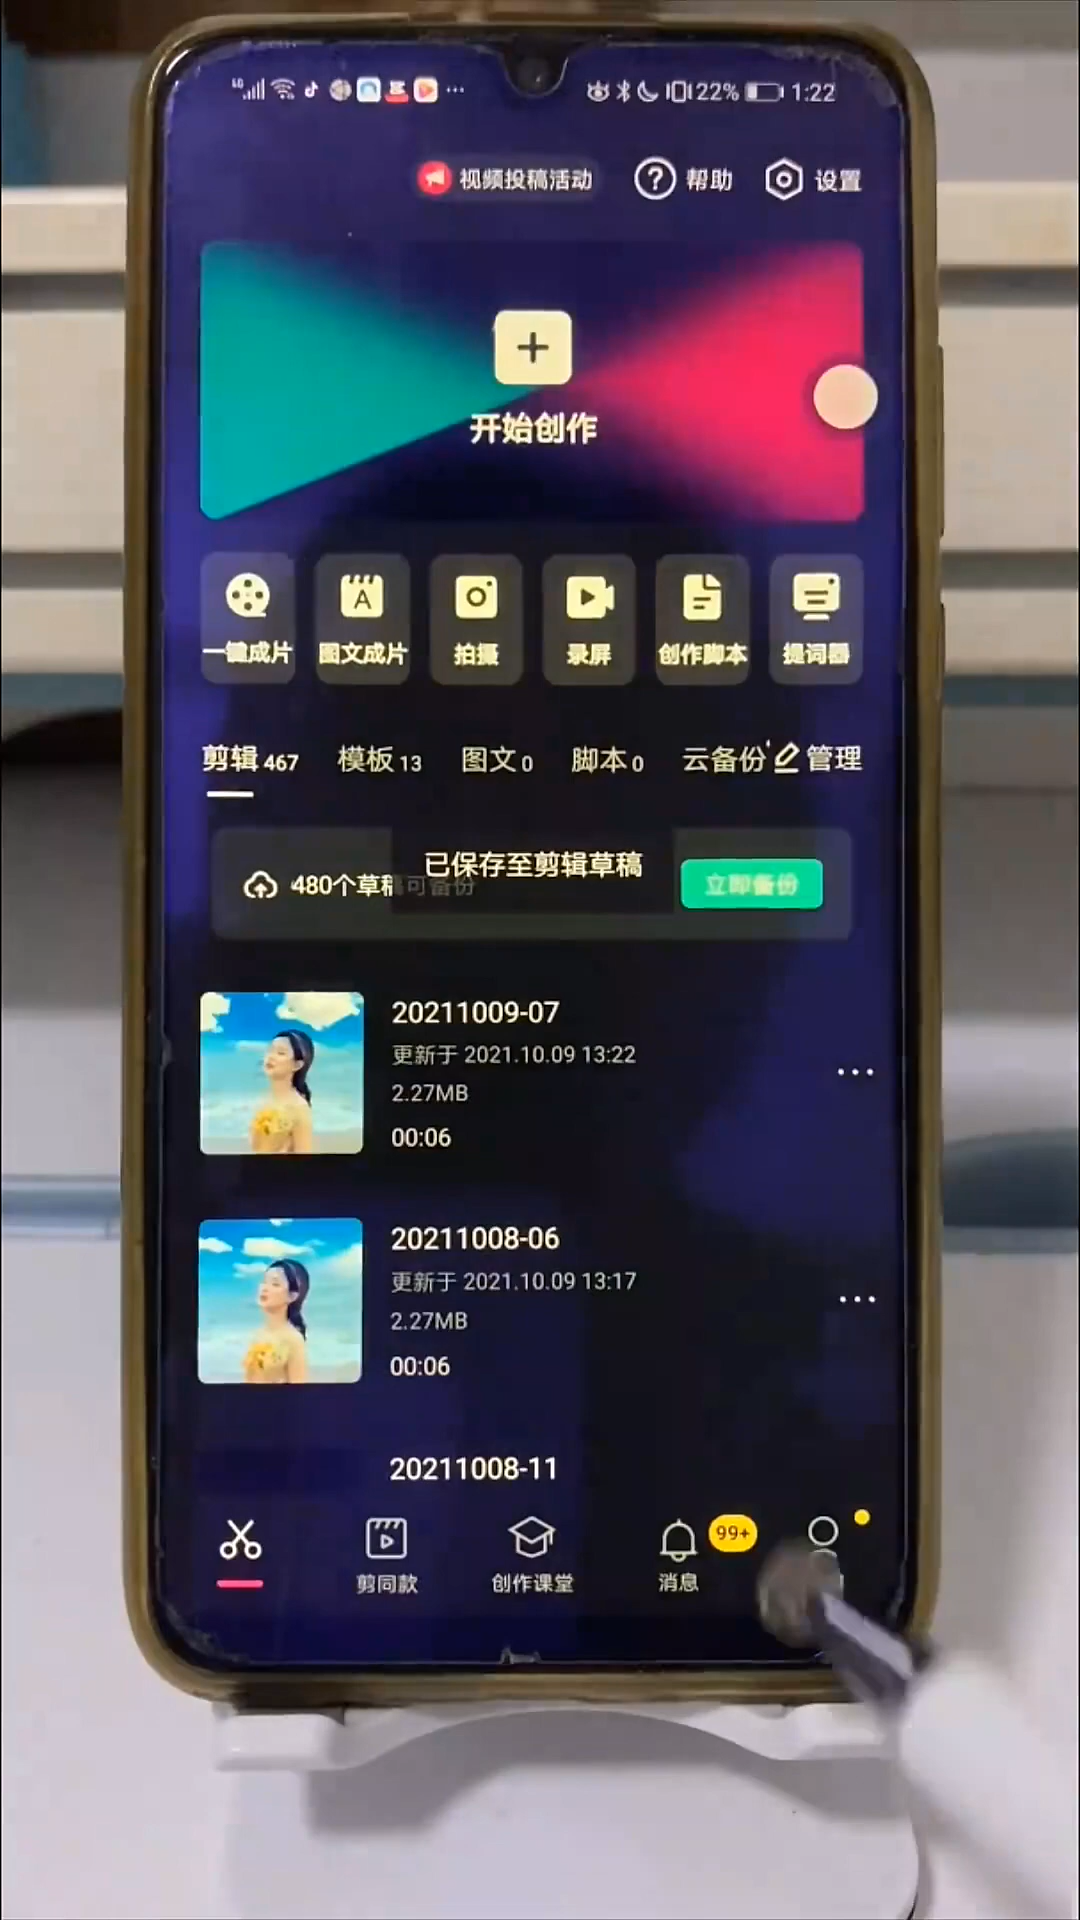 22% 1:22
视频投稿活动 帮助 设置
开始创作
一键成片 图文成片 拍摄 录屏 创作脚本 提词器
剪辑 467 模板 13 图文 0 脚本 0 云备份 管理
已保存至剪辑草稿
480个草稿可备份 立即备份
20211009-07
更新于 2021.10.09 13:22
2.27MB
00:06
20211008-06
更新于 2021.10.09 13:17
2.27MB
00:06
20211008-11
99+
剪同款 创作课堂 消息